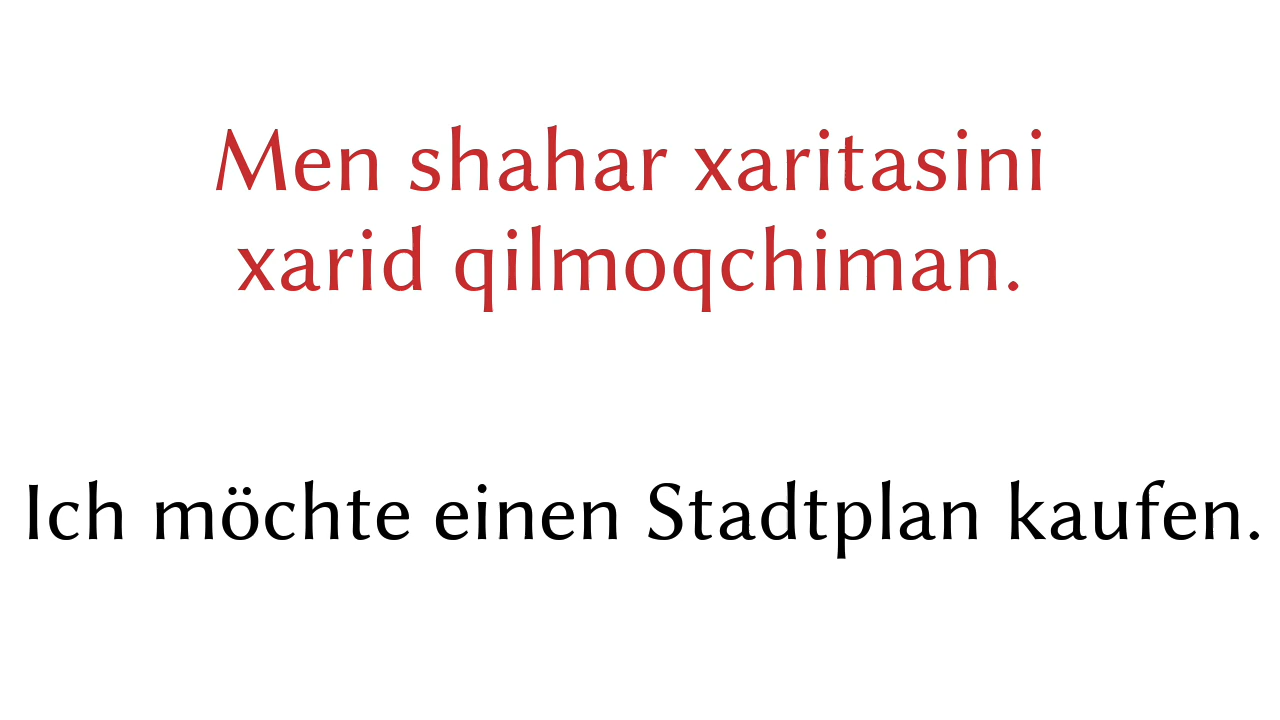 Men shahar xaritasini
xarid qilmoqchiman.
Ich möchte einen Stadtplan kaufen.